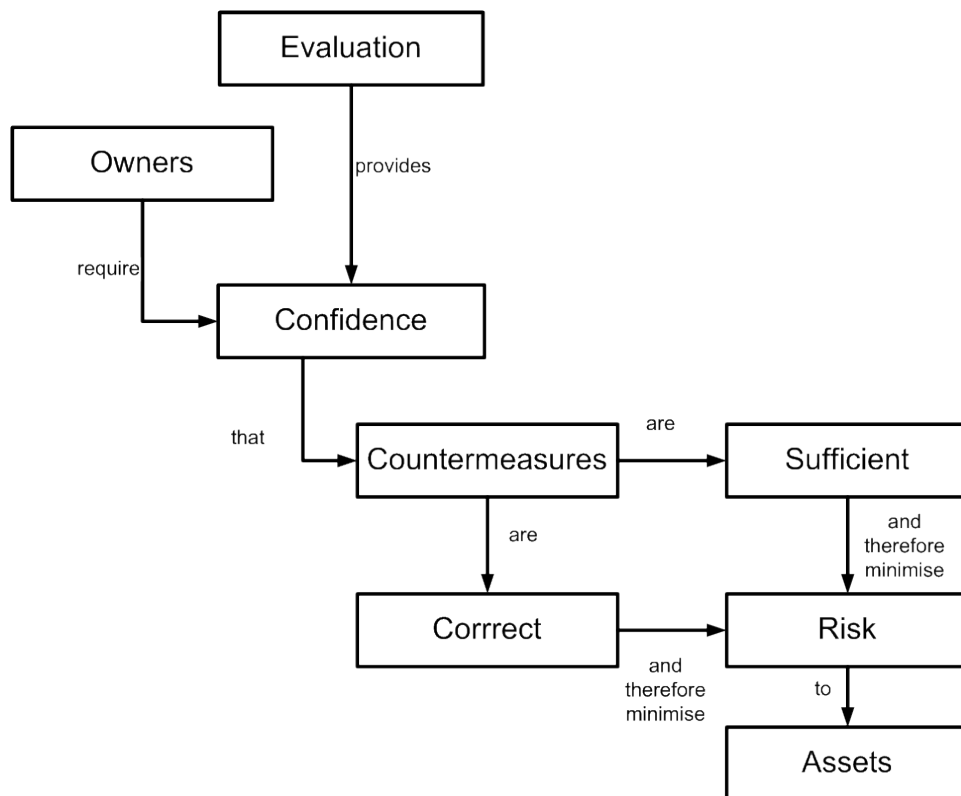 Evaluation
Owners
provides
require
Confidence
that
Countermeasures
are
Sufficient
are
and
therefore
minimise
Corrrect
and
therefore
minimise
Risk
to
Assets